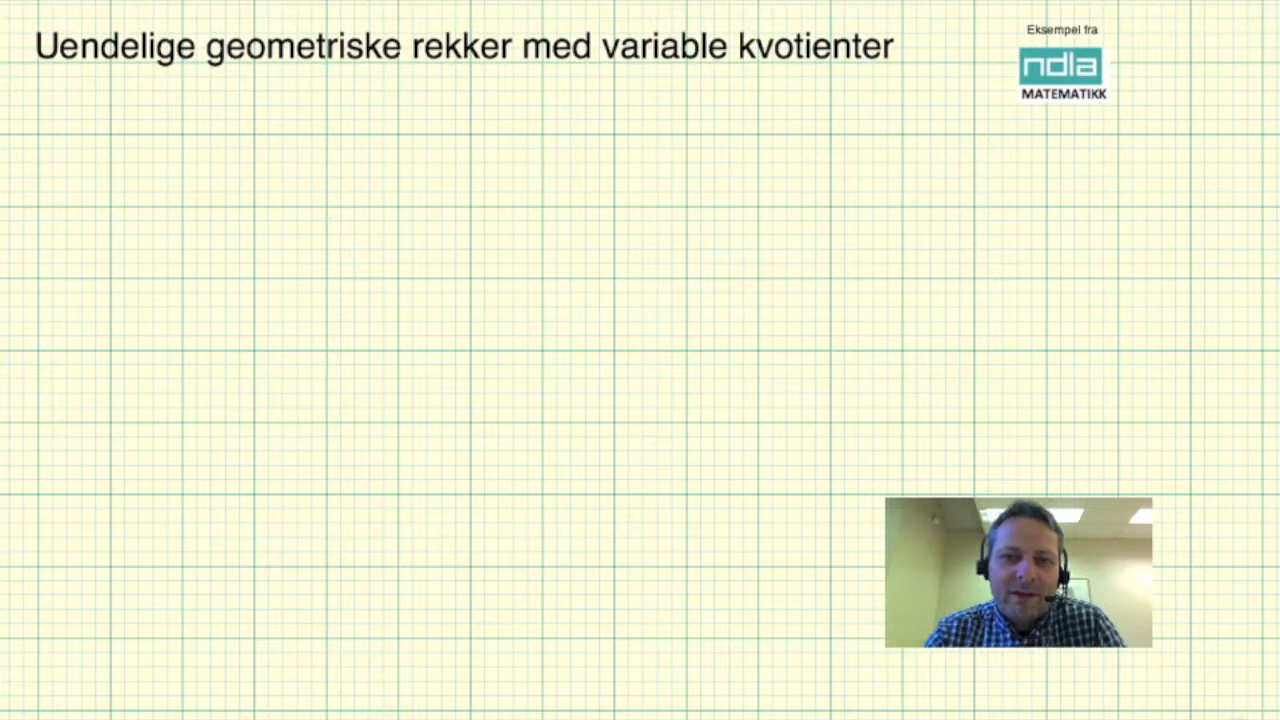 Uendelige geometriske rekker med variable kvotienter
Eksempel fra
ndla
MATEMATIKK